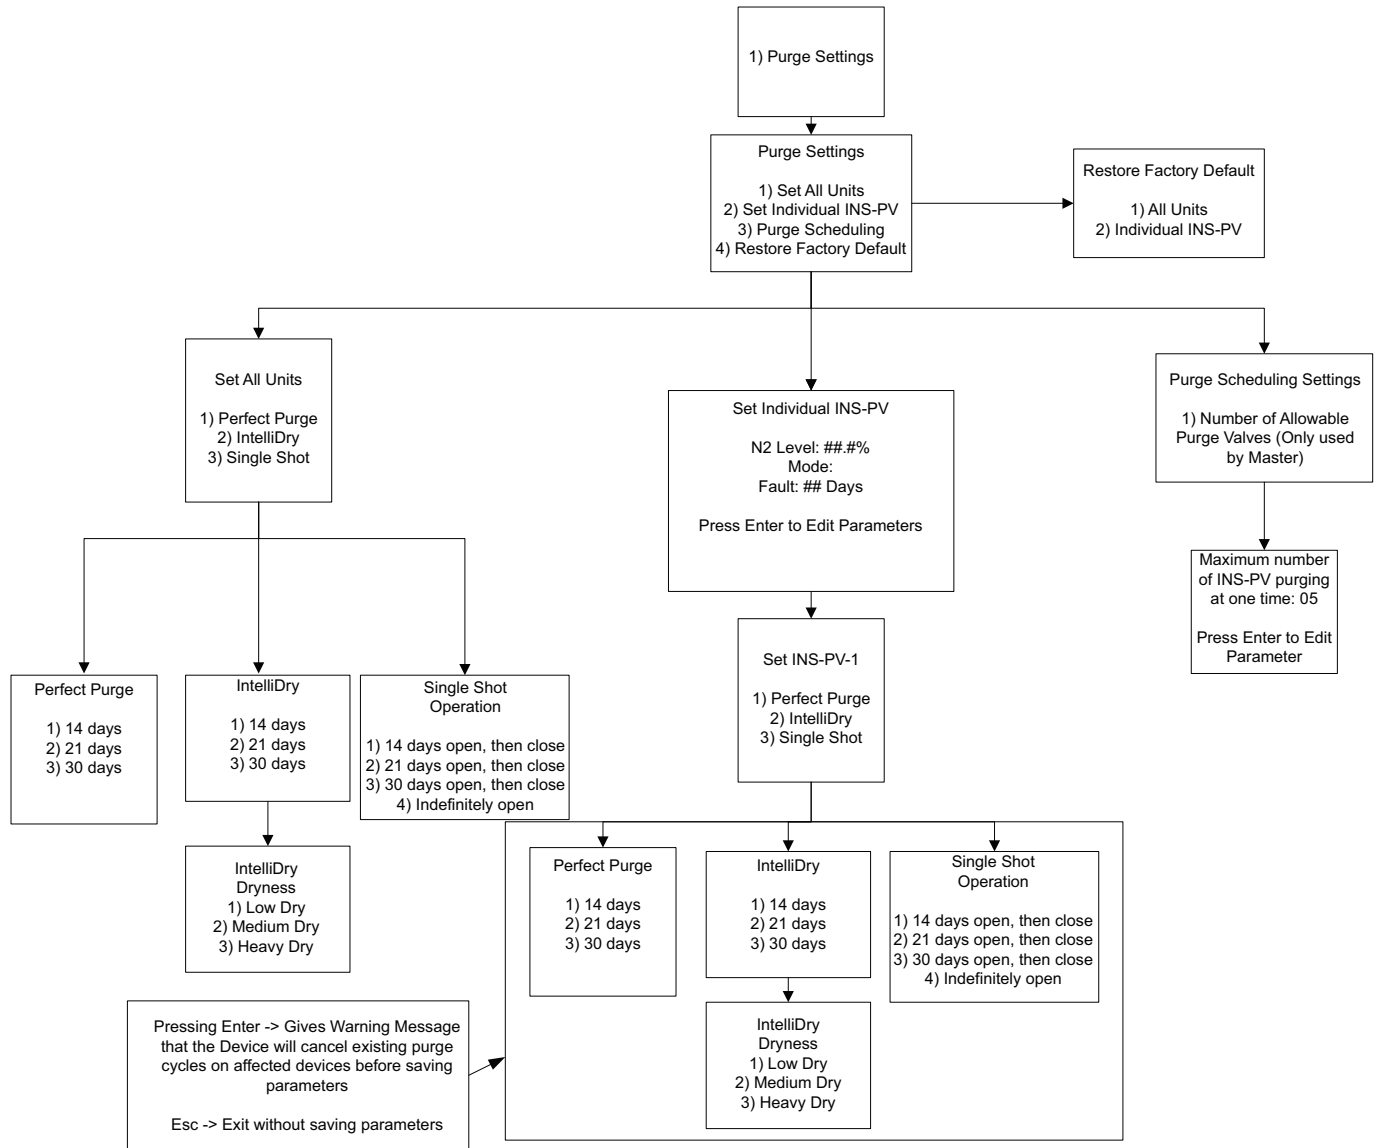 1) Purge Settings
Purge Settings
1) Set All Units
2) Set Individual INS-PV
3) Purge Scheduling
4) Restore Factory Default
Restore Factory Default
1) All Units
2) Individual INS-PV
Set All Units
1) Perfect Purge
2) IntelliDry
3) Single Shot
Set Individual INS-PV
N2 Level: ##.#%
Mode:
Fault: ## Days
Press Enter to Edit Parameters
Purge Scheduling Settings
1) Number of Allowable
Purge Valves (Only used
by Master)
Maximum number
of INS-PV purging
at one time: 05
Press Enter to Edit
Parameter
Set INS-PV-1
1) Perfect Purge
2) IntelliDry
3) Single Shot
Perfect Purge
1) 14 days
2) 21 days
3) 30 days
IntelliDry
1) 14 days
2) 21 days
3) 30 days
Single Shot
Operation
1) 14 days open, then close
2) 21 days open, then close
3) 30 days open, then close
4) Indefinitely open
IntelliDry
Dryness
1) Low Dry
2) Medium Dry
3) Heavy Dry
Perfect Purge
1) 14 days
2) 21 days
3) 30 days
IntelliDry
1) 14 days
2) 21 days
3) 30 days
Single Shot
Operation
1) 14 days open, then close
2) 21 days open, then close
3) 30 days open, then close
4) Indefinitely open
IntelliDry
Dryness
1) Low Dry
2) Medium Dry
3) Heavy Dry
Pressing Enter -> Gives Warning Message
that the Device will cancel existing purge
cycles on affected devices before saving
parameters
Esc -> Exit without saving parameters